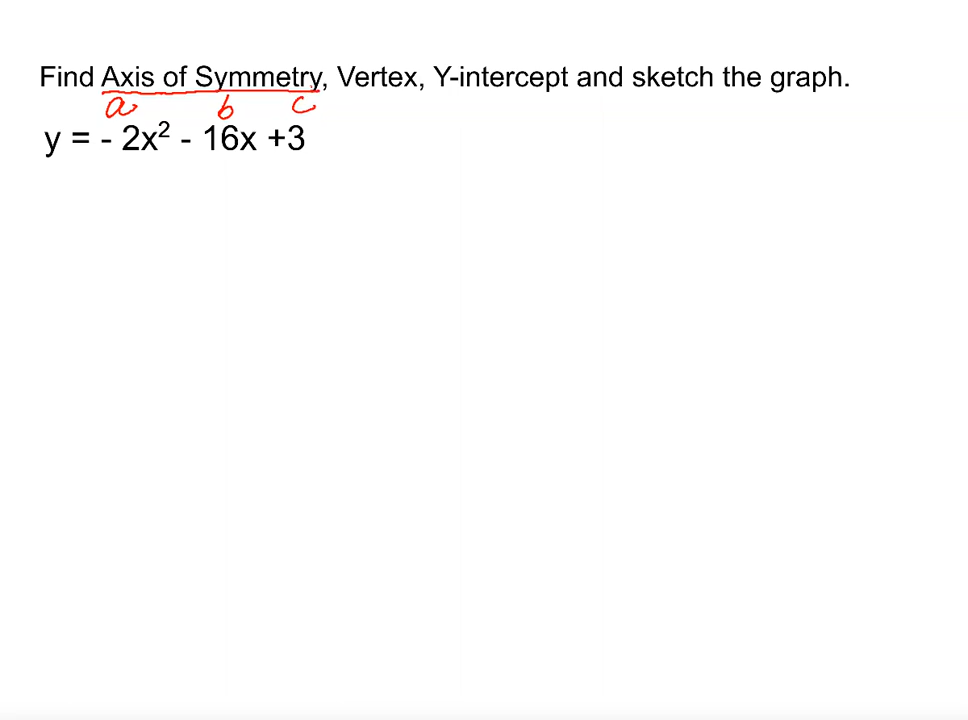 Find Axis of Symmetry, Vertex, Y-intercept and sketch the graph.
a b c
y = - 2x² - 16x +3